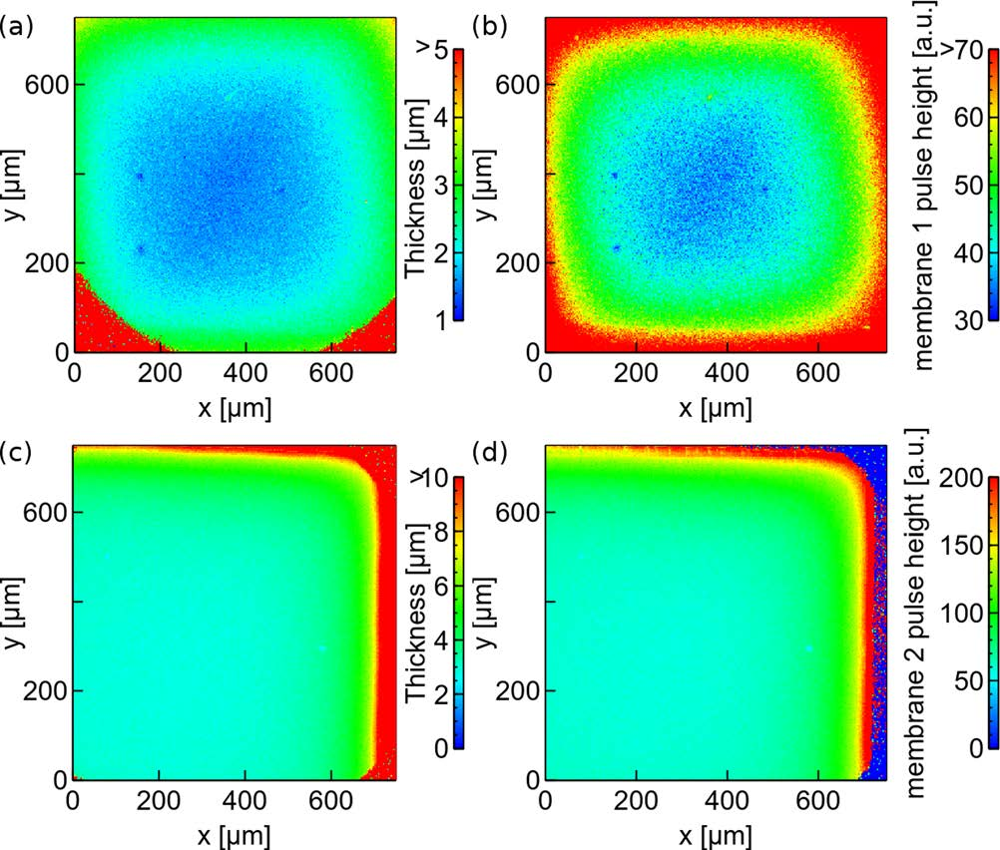 (a)
>5
4
3
2
1
Thickness [µm]
600
200
0
y [µm]
0 200 400 600
x [µm]
(b)
>70
60
50
40
30
membrane 1 pulse height [a.u.]
600
200
0
y [µm]
0 200 400 600
x [µm]
(c)
>10
8
6
4
2
0
Thickness [µm]
600
200
0
y [µm]
0 200 400 600
x [µm]
(d)
200
150
100
50
0
membrane 2 pulse height [a.u.]
600
200
0
y [µm]
0 200 400 600
x [µm]